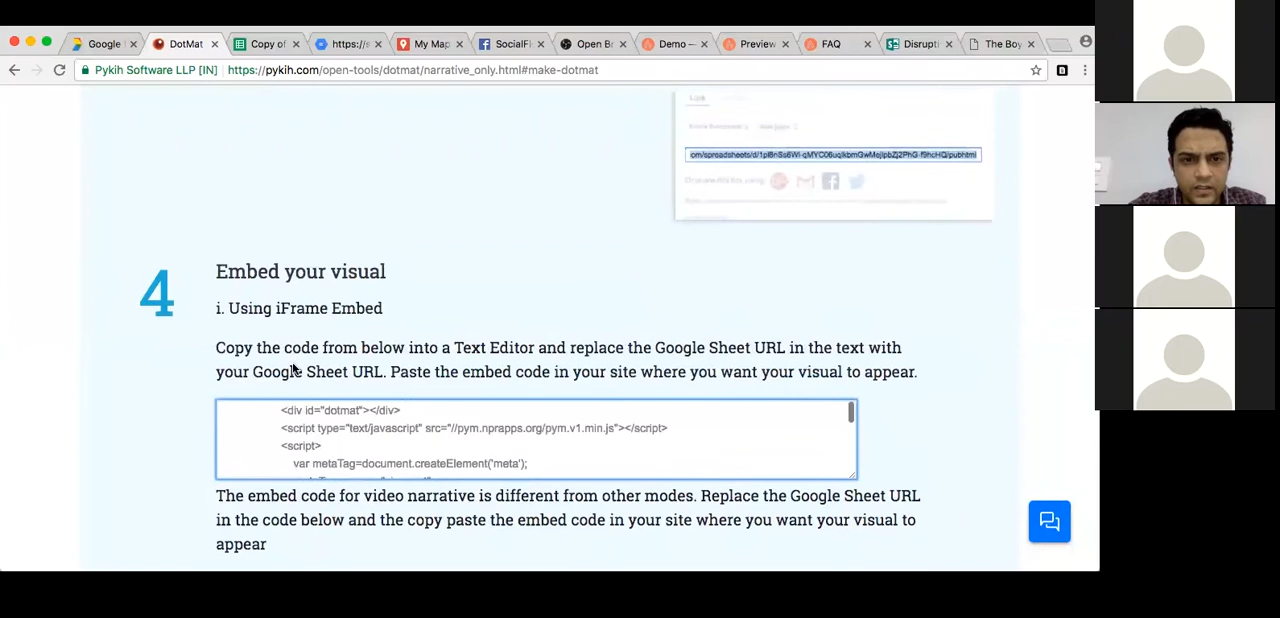 Google
DotMat
Copy of
https://s
My Map
SocialFl
Open Br
Demo —
Preview
FAQ
Disrupti
The Boy
Pykih Software LLP [IN] https://pykih.com/open-tools/dotmat/narrative_only.html#make-dotmat
4
Embed your visual
i. Using iFrame Embed
Copy the code from below into a Text Editor and replace the Google Sheet URL in the text with
your Google Sheet URL. Paste the embed code in your site where you want your visual to appear.
<div id="dotmat"></div>
<script type="text/javascript" src="//pym.nprapps.org/pym.v1.min.js"></script>
<script>
var metaTag=document.createElement('meta');
The embed code for video narrative is different from other modes. Replace the Google Sheet URL
in the code below and the copy paste the embed code in your site where you want your visual to
appear